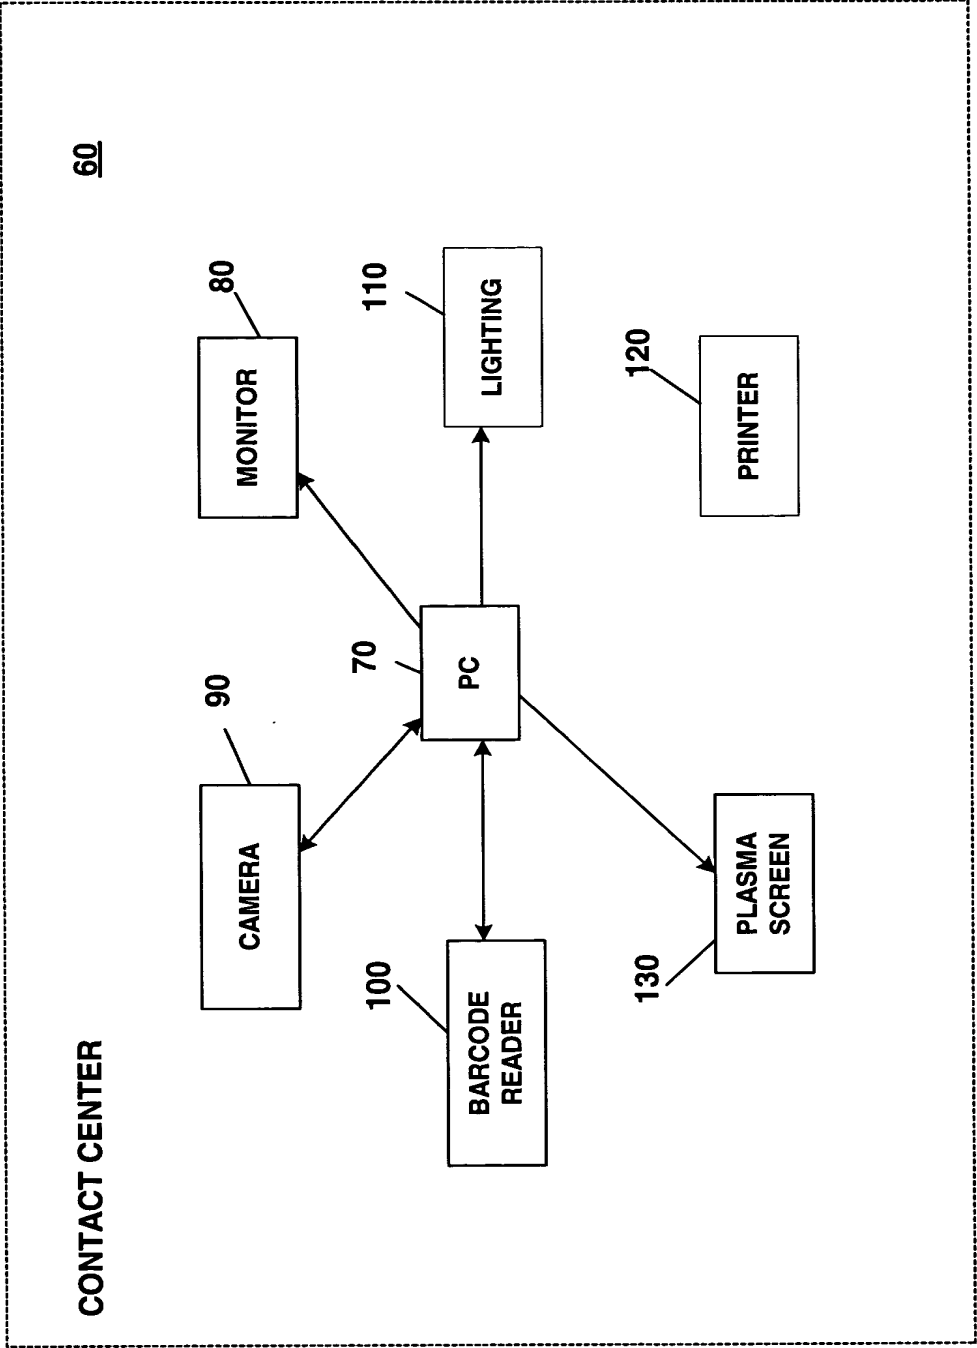 CONTACT CENTER
60
CAMERA
90
MONITOR
80
BARCODE
READER
100
PC
70
LIGHTING
110
PLASMA
SCREEN
130
PRINTER
120